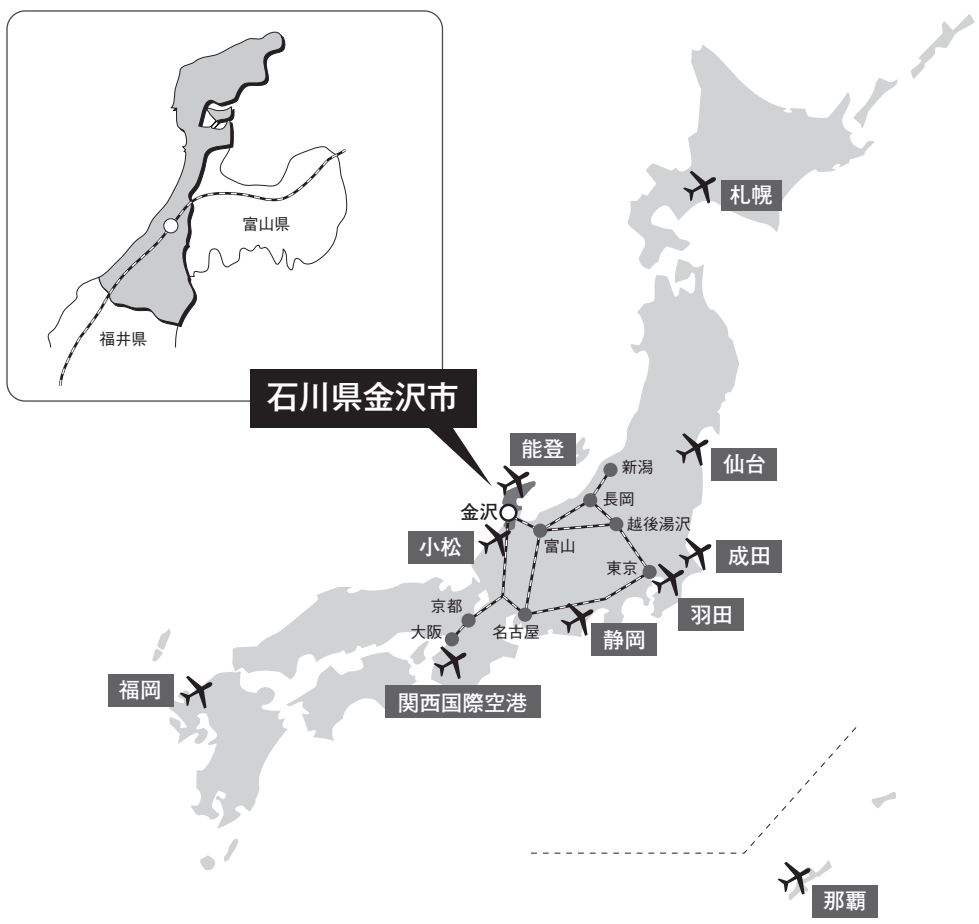 富山県
福井県
石川県金沢市
札幌
能登
新潟
仙台
長岡
金沢
越後湯沢
小松
富山
成田
東京
羽田
京都
大阪
名古屋
静岡
福岡
関西国際空港
那覇